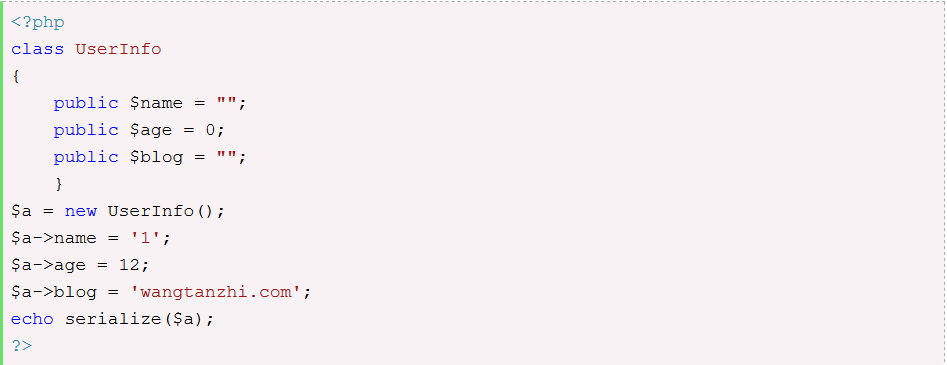 <?php
class UserInfo
{
    public $name = "";
    public $age = 0;
    public $blog = "";
    }
$a = new UserInfo();
$a->name = '1';
$a->age = 12;
$a->blog = 'wangtanzhi.com';
echo serialize($a);
?>